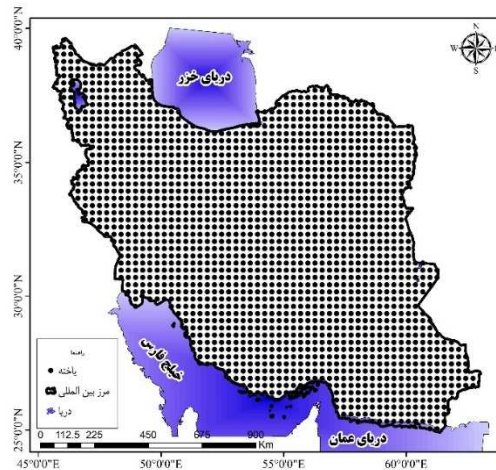 40°0'0"N
35°0'0"N
30°0'0"N
25°0'0"N
دریای خزر
N
W
S
خلیج فارس
دریای عمان
راهنما
یاخته
مرز بین المللی
دریا
0 112.5 225 450 675 900
Km
45°0'0"E 50°0'0"E 55°0'0"E 60°0'0"E